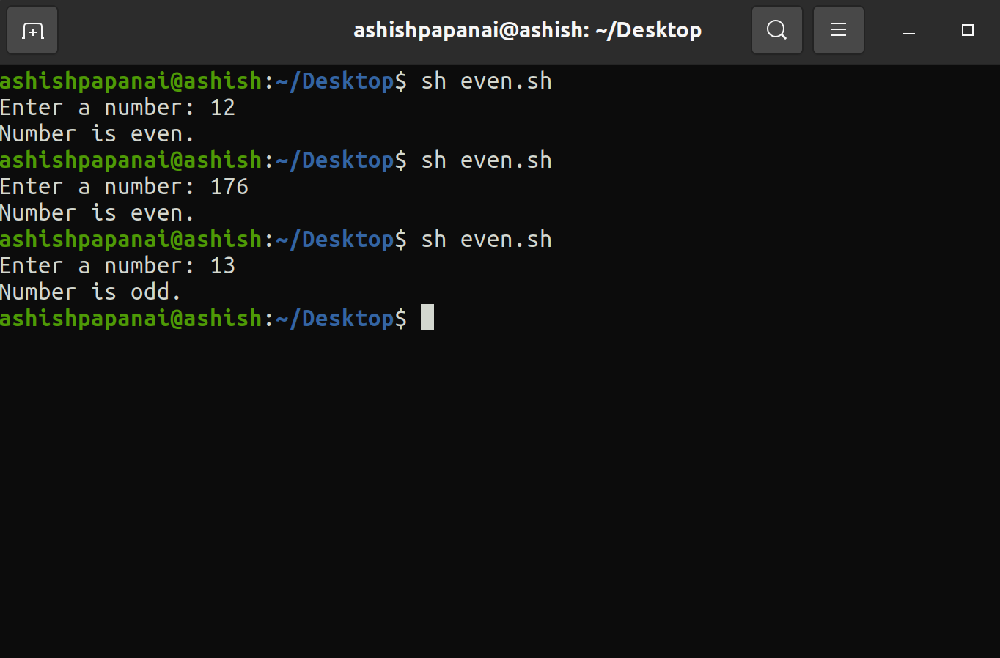 ashishpapanai@ashish: ~/Desktop
ashishpapanai@ashish:~/Desktop$ sh even.sh
Enter a number: 12
Number is even.
ashishpapanai@ashish:~/Desktop$ sh even.sh
Enter a number: 176
Number is even.
ashishpapanai@ashish:~/Desktop$ sh even.sh
Enter a number: 13
Number is odd.
ashishpapanai@ashish:~/Desktop$